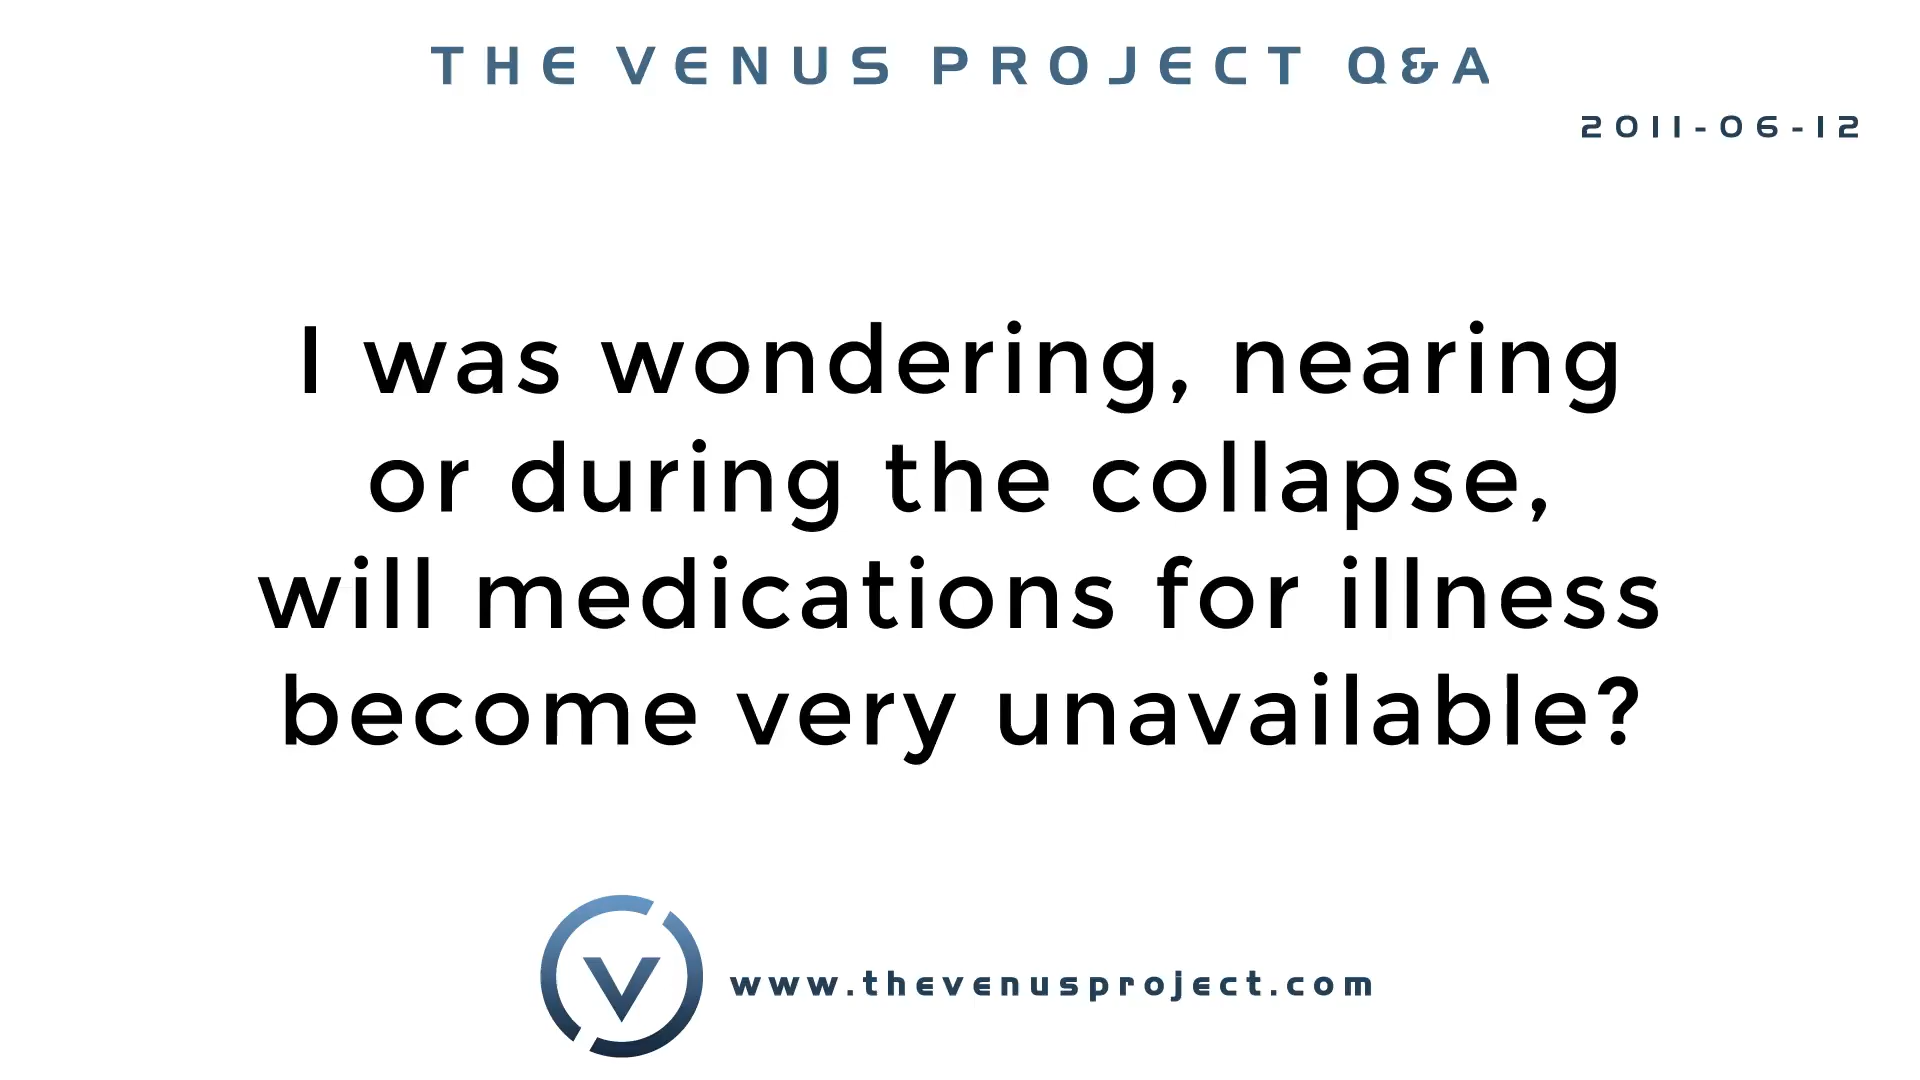 THE VENUS PROJECT Q&A
2011-06-12
I was wondering, nearing
or during the collapse,
will medications for illness
become very unavailable?
V
www.thevenusproject.com